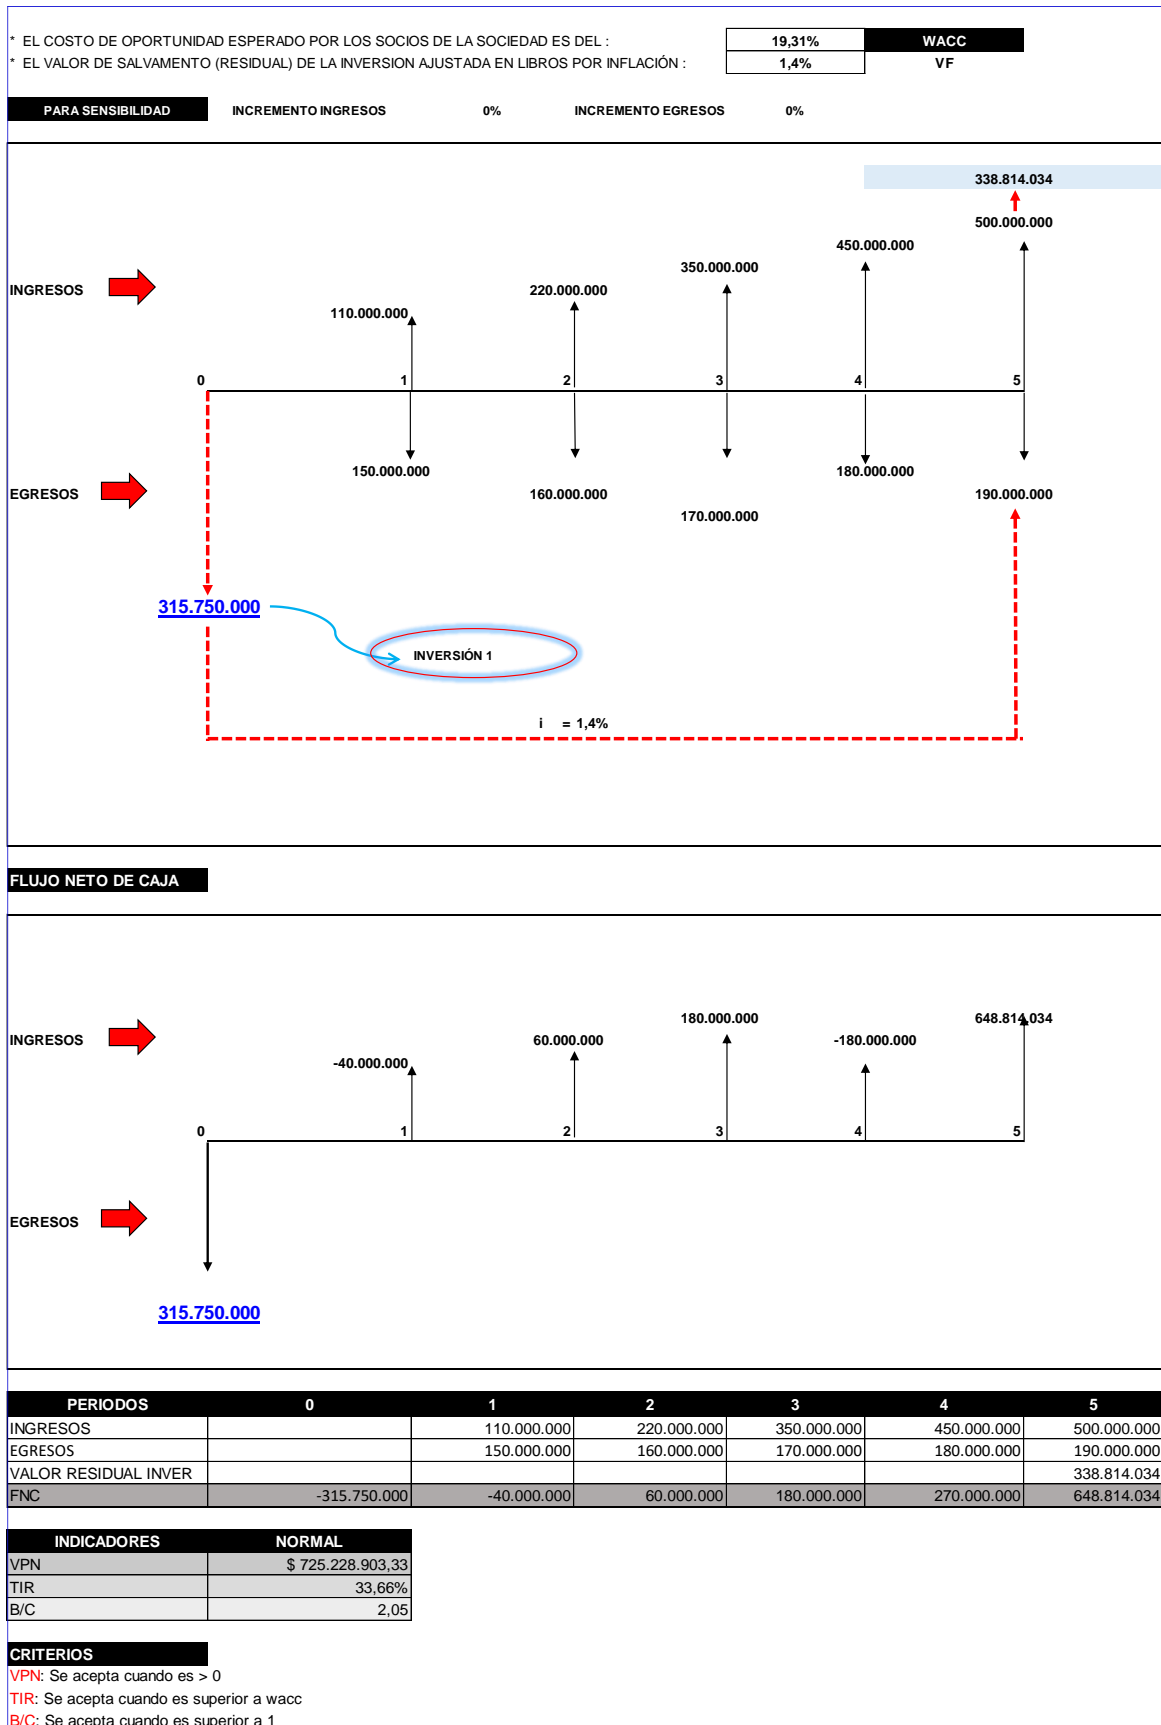 * EL COSTO DE OPORTUNIDAD ESPERADO POR LOS SOCIOS DE LA SOCIEDAD ES DEL : 19,31% WACC
* EL VALOR DE SALVAMENTO (RESIDUAL) DE LA INVERSION AJUSTADA EN LIBROS POR INFLACIÓN : 1,4% VF
PARA SENSIBILIDAD INCREMENTO INGRESOS 0% INCREMENTO EGRESOS 0%
338.814.034
500.000.000
450.000.000
350.000.000
INGRESOS 220.000.000
110.000.000
0 1 2 3 4 5
150.000.000 180.000.000
EGRESOS 160.000.000 190.000.000
170.000.000
315.750.000
INVERSIÓN 1
i = 1,4%
FLUJO NETO DE CAJA
180.000.000 648.814.034
INGRESOS 60.000.000 -180.000.000
-40.000.000
0 1 2 3 4 5
EGRESOS
315.750.000
PERIODOS 0 1 2 3 4 5
INGRESOS 110.000.000 220.000.000 350.000.000 450.000.000 500.000.000
EGRESOS 150.000.000 160.000.000 170.000.000 180.000.000 190.000.000
VALOR RESIDUAL INVER 338.814.034
FNC -315.750.000 -40.000.000 60.000.000 180.000.000 270.000.000 648.814.034
INDICADORES NORMAL
VPN $ 725.228.903,33
TIR 33,66%
B/C 2,05
CRITERIOS
VPN: Se acepta cuando es > 0
TIR: Se acepta cuando es superior a wacc
B/C: Se acepta cuando es superior a 1